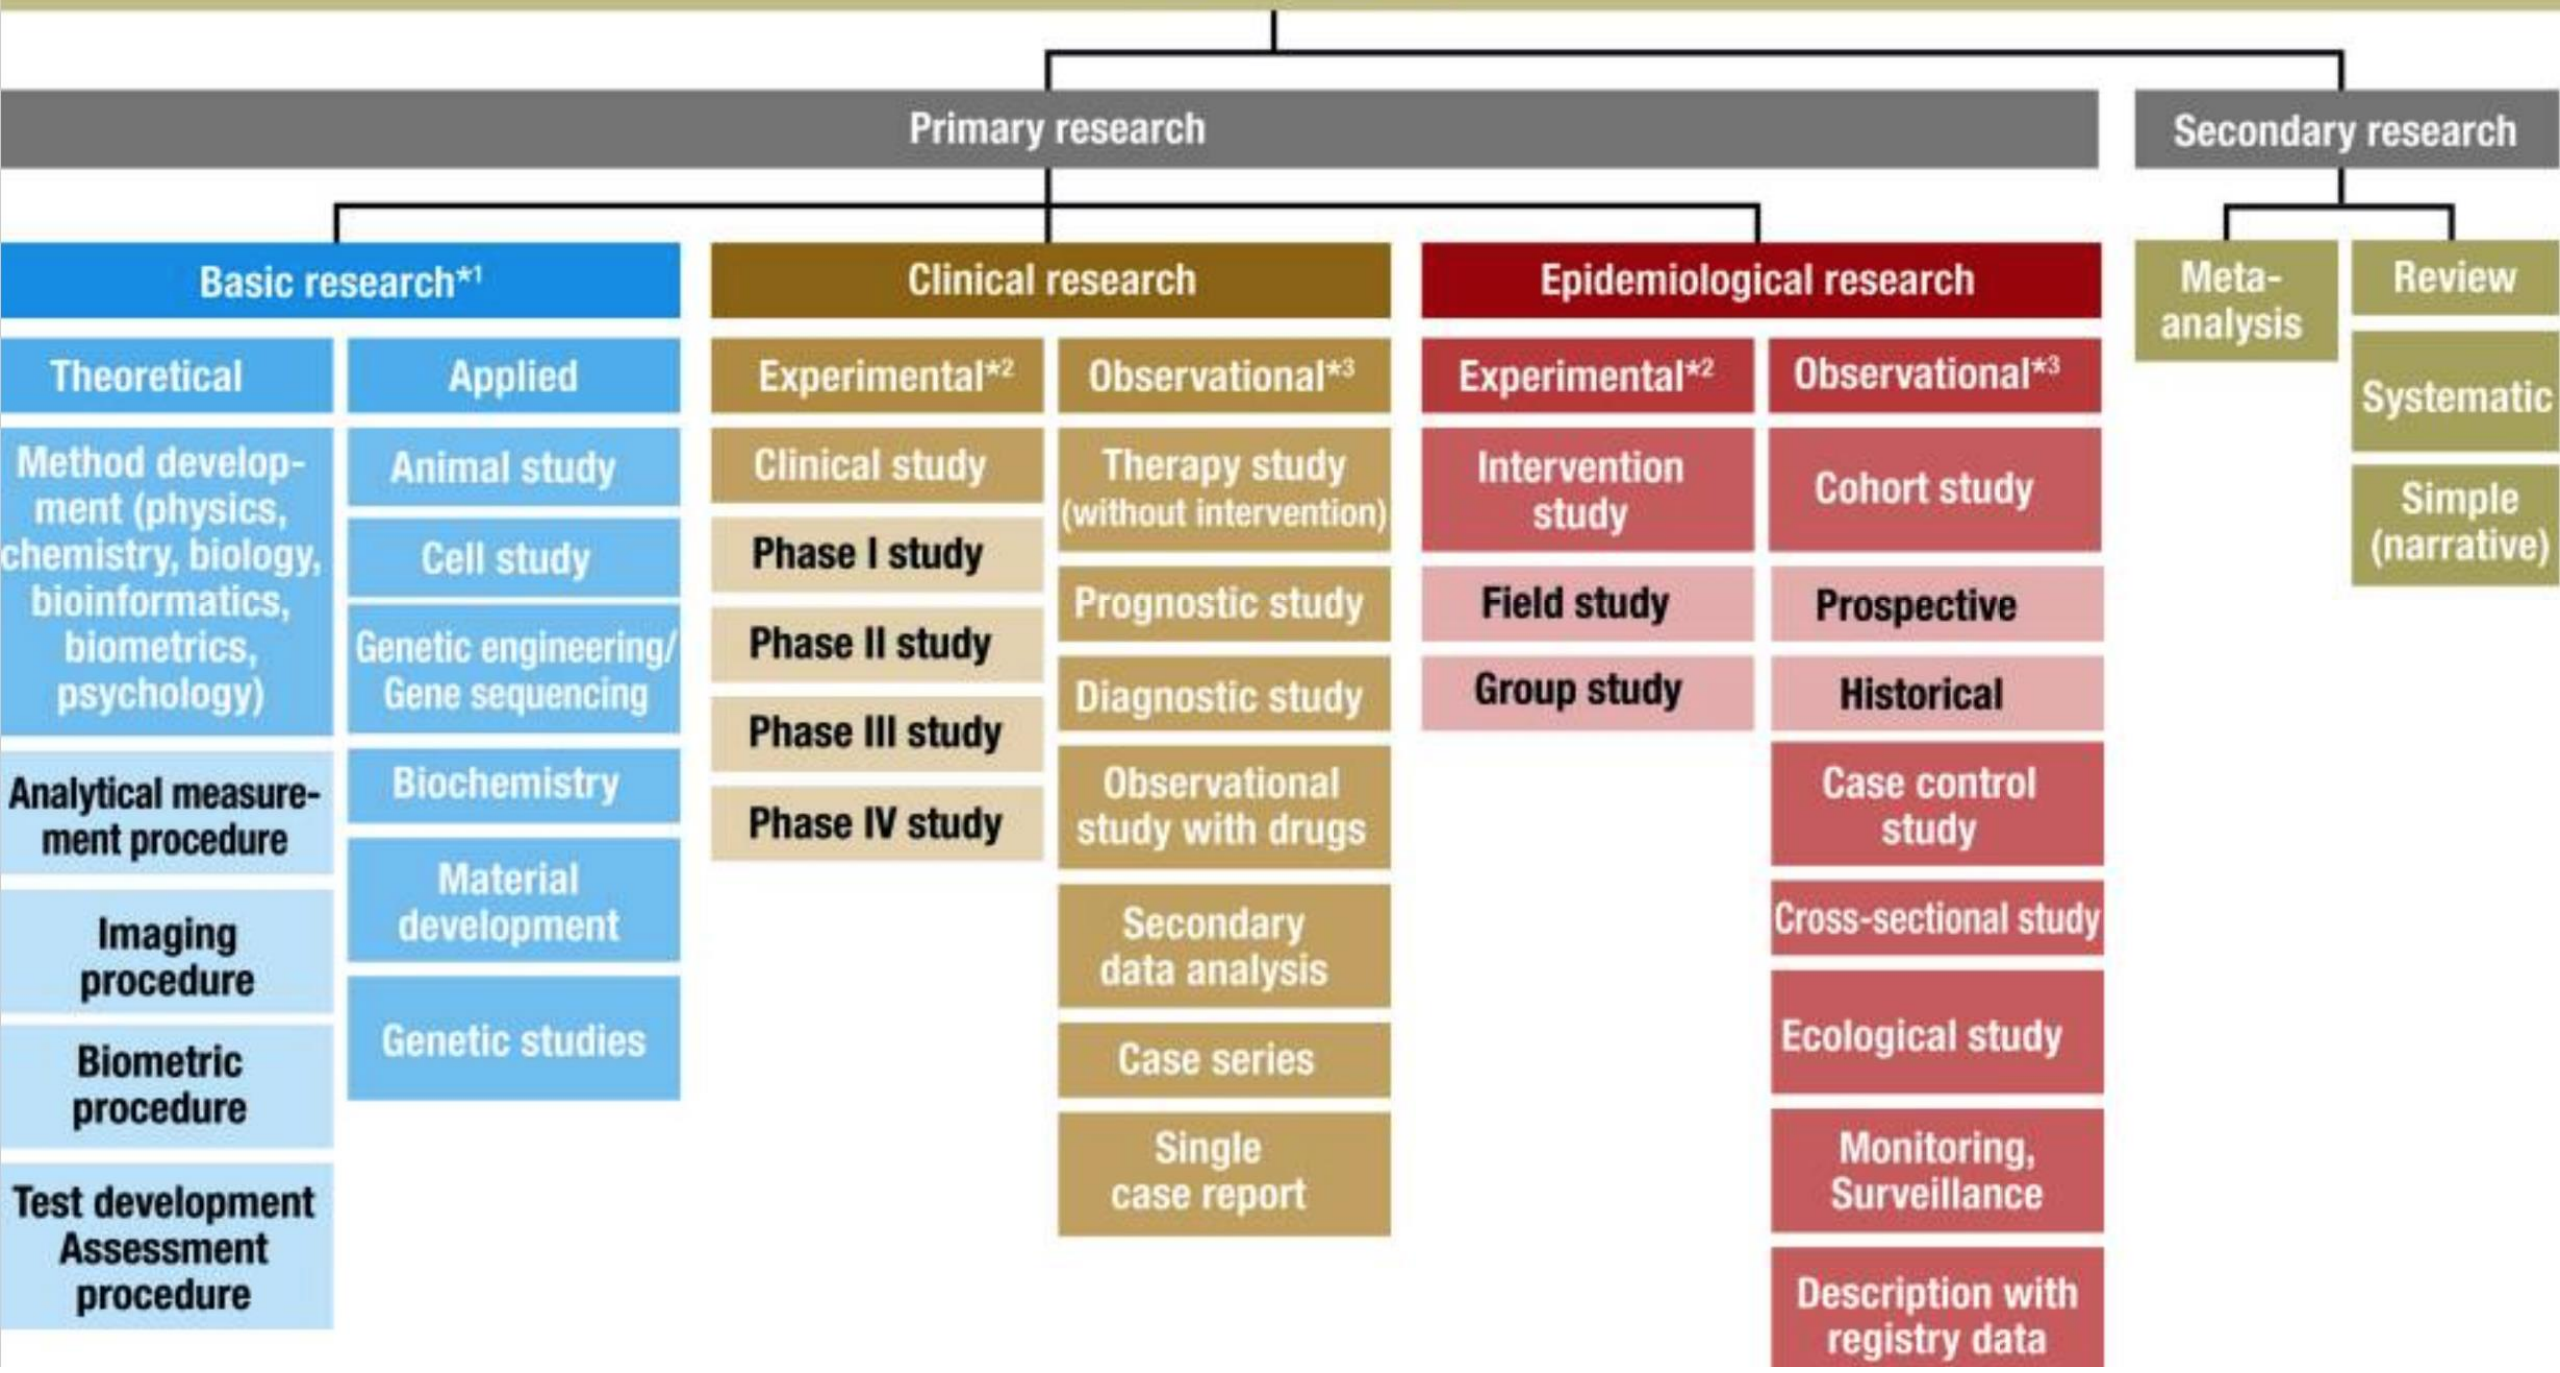 Primary research
Secondary research
Basic research*1
Clinical research
Epidemiological research
Meta-
analysis
Review
Systematic
Simple
(narrative)
Theoretical
Method develop-
ment (physics,
chemistry, biology,
bioinformatics,
biometrics,
psychology)
Analytical measure-
ment procedure
Imaging
procedure
Biometric
procedure
Test development
Assessment
procedure
Applied
Animal study
Cell study
Genetic engineering/
Gene sequencing
Biochemistry
Material
development
Genetic studies
Experimental*2
Clinical study
Phase I study
Phase II study
Phase III study
Phase IV study
Observational*3
Therapy study
(without intervention)
Prognostic study
Diagnostic study
Observational
study with drugs
Secondary
data analysis
Case series
Single
case report
Experimental*2
Intervention
study
Field study
Group study
Observational*3
Cohort study
Prospective
Historical
Case control
study
Cross-sectional study
Ecological study
Monitoring,
Surveillance
Description with
registry data